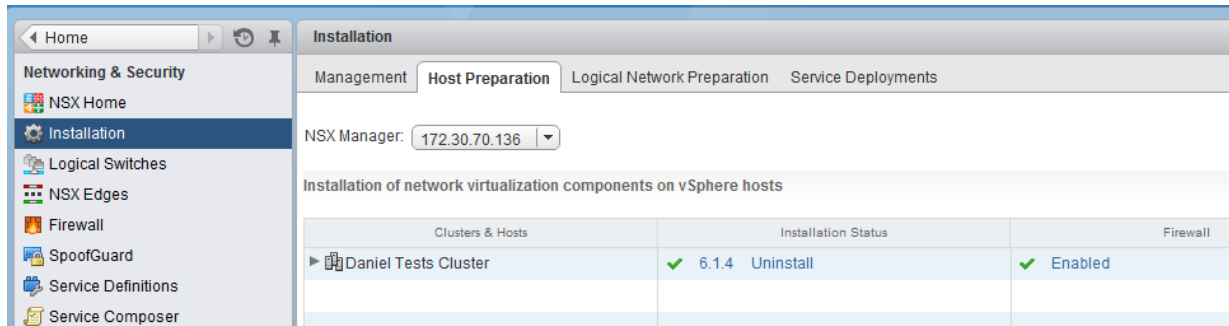 Home
Networking & Security
NSX Home
Installation
Logical Switches
NSX Edges
Firewall
SpoofGuard
Service Definitions
Service Composer
Installation
Management Host Preparation Logical Network Preparation Service Deployments
NSX Manager: 172.30.70.136
Installation of network virtualization components on vSphere hosts
Clusters & Hosts Installation Status Firewall
Daniel Tests Cluster 6.1.4 Uninstall Enabled